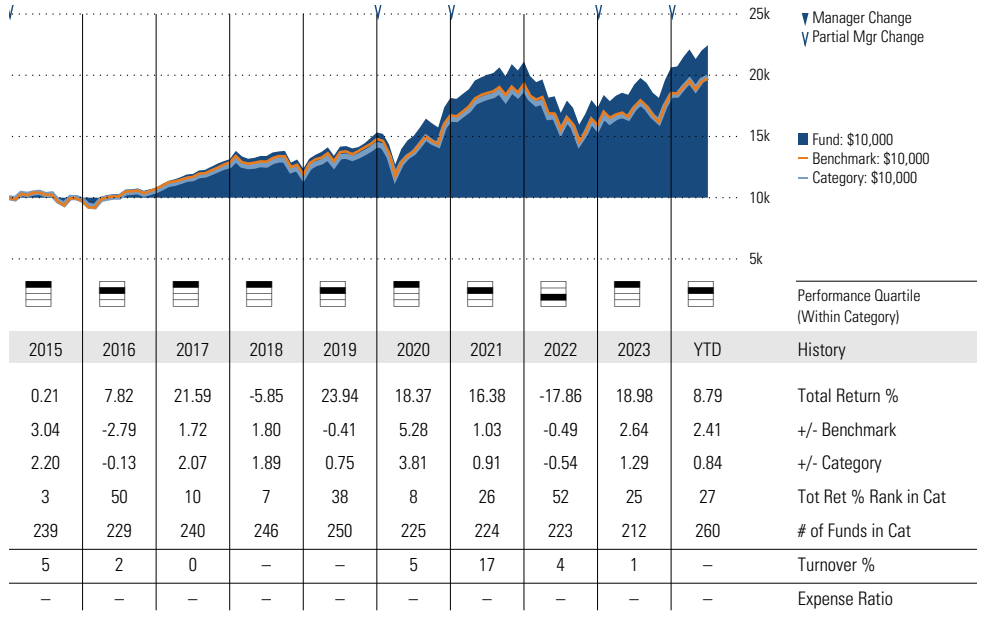 25k
20k
15k
10k
5k
Manager Change
Partial Mgr Change
Fund: $10,000
Benchmark: $10,000
Category: $10,000
Performance Quartile
(Within Category)
2015 2016 2017 2018 2019 2020 2021 2022 2023 YTD History
0.21 7.82 21.59 -5.85 23.94 18.37 16.38 -17.86 18.98 8.79 Total Return %
3.04 -2.79 1.72 1.80 -0.41 5.28 1.03 -0.49 2.64 2.41 +/- Benchmark
2.20 -0.13 2.07 1.89 0.75 3.81 0.91 -0.54 1.29 0.84 +/- Category
3 50 10 7 38 8 26 52 25 27 Tot Ret % Rank in Cat
239 229 240 246 250 225 224 223 212 260 # of Funds in Cat
5 2 0 – – 5 17 4 1 – Turnover %
– – – – – – – – – – Expense Ratio